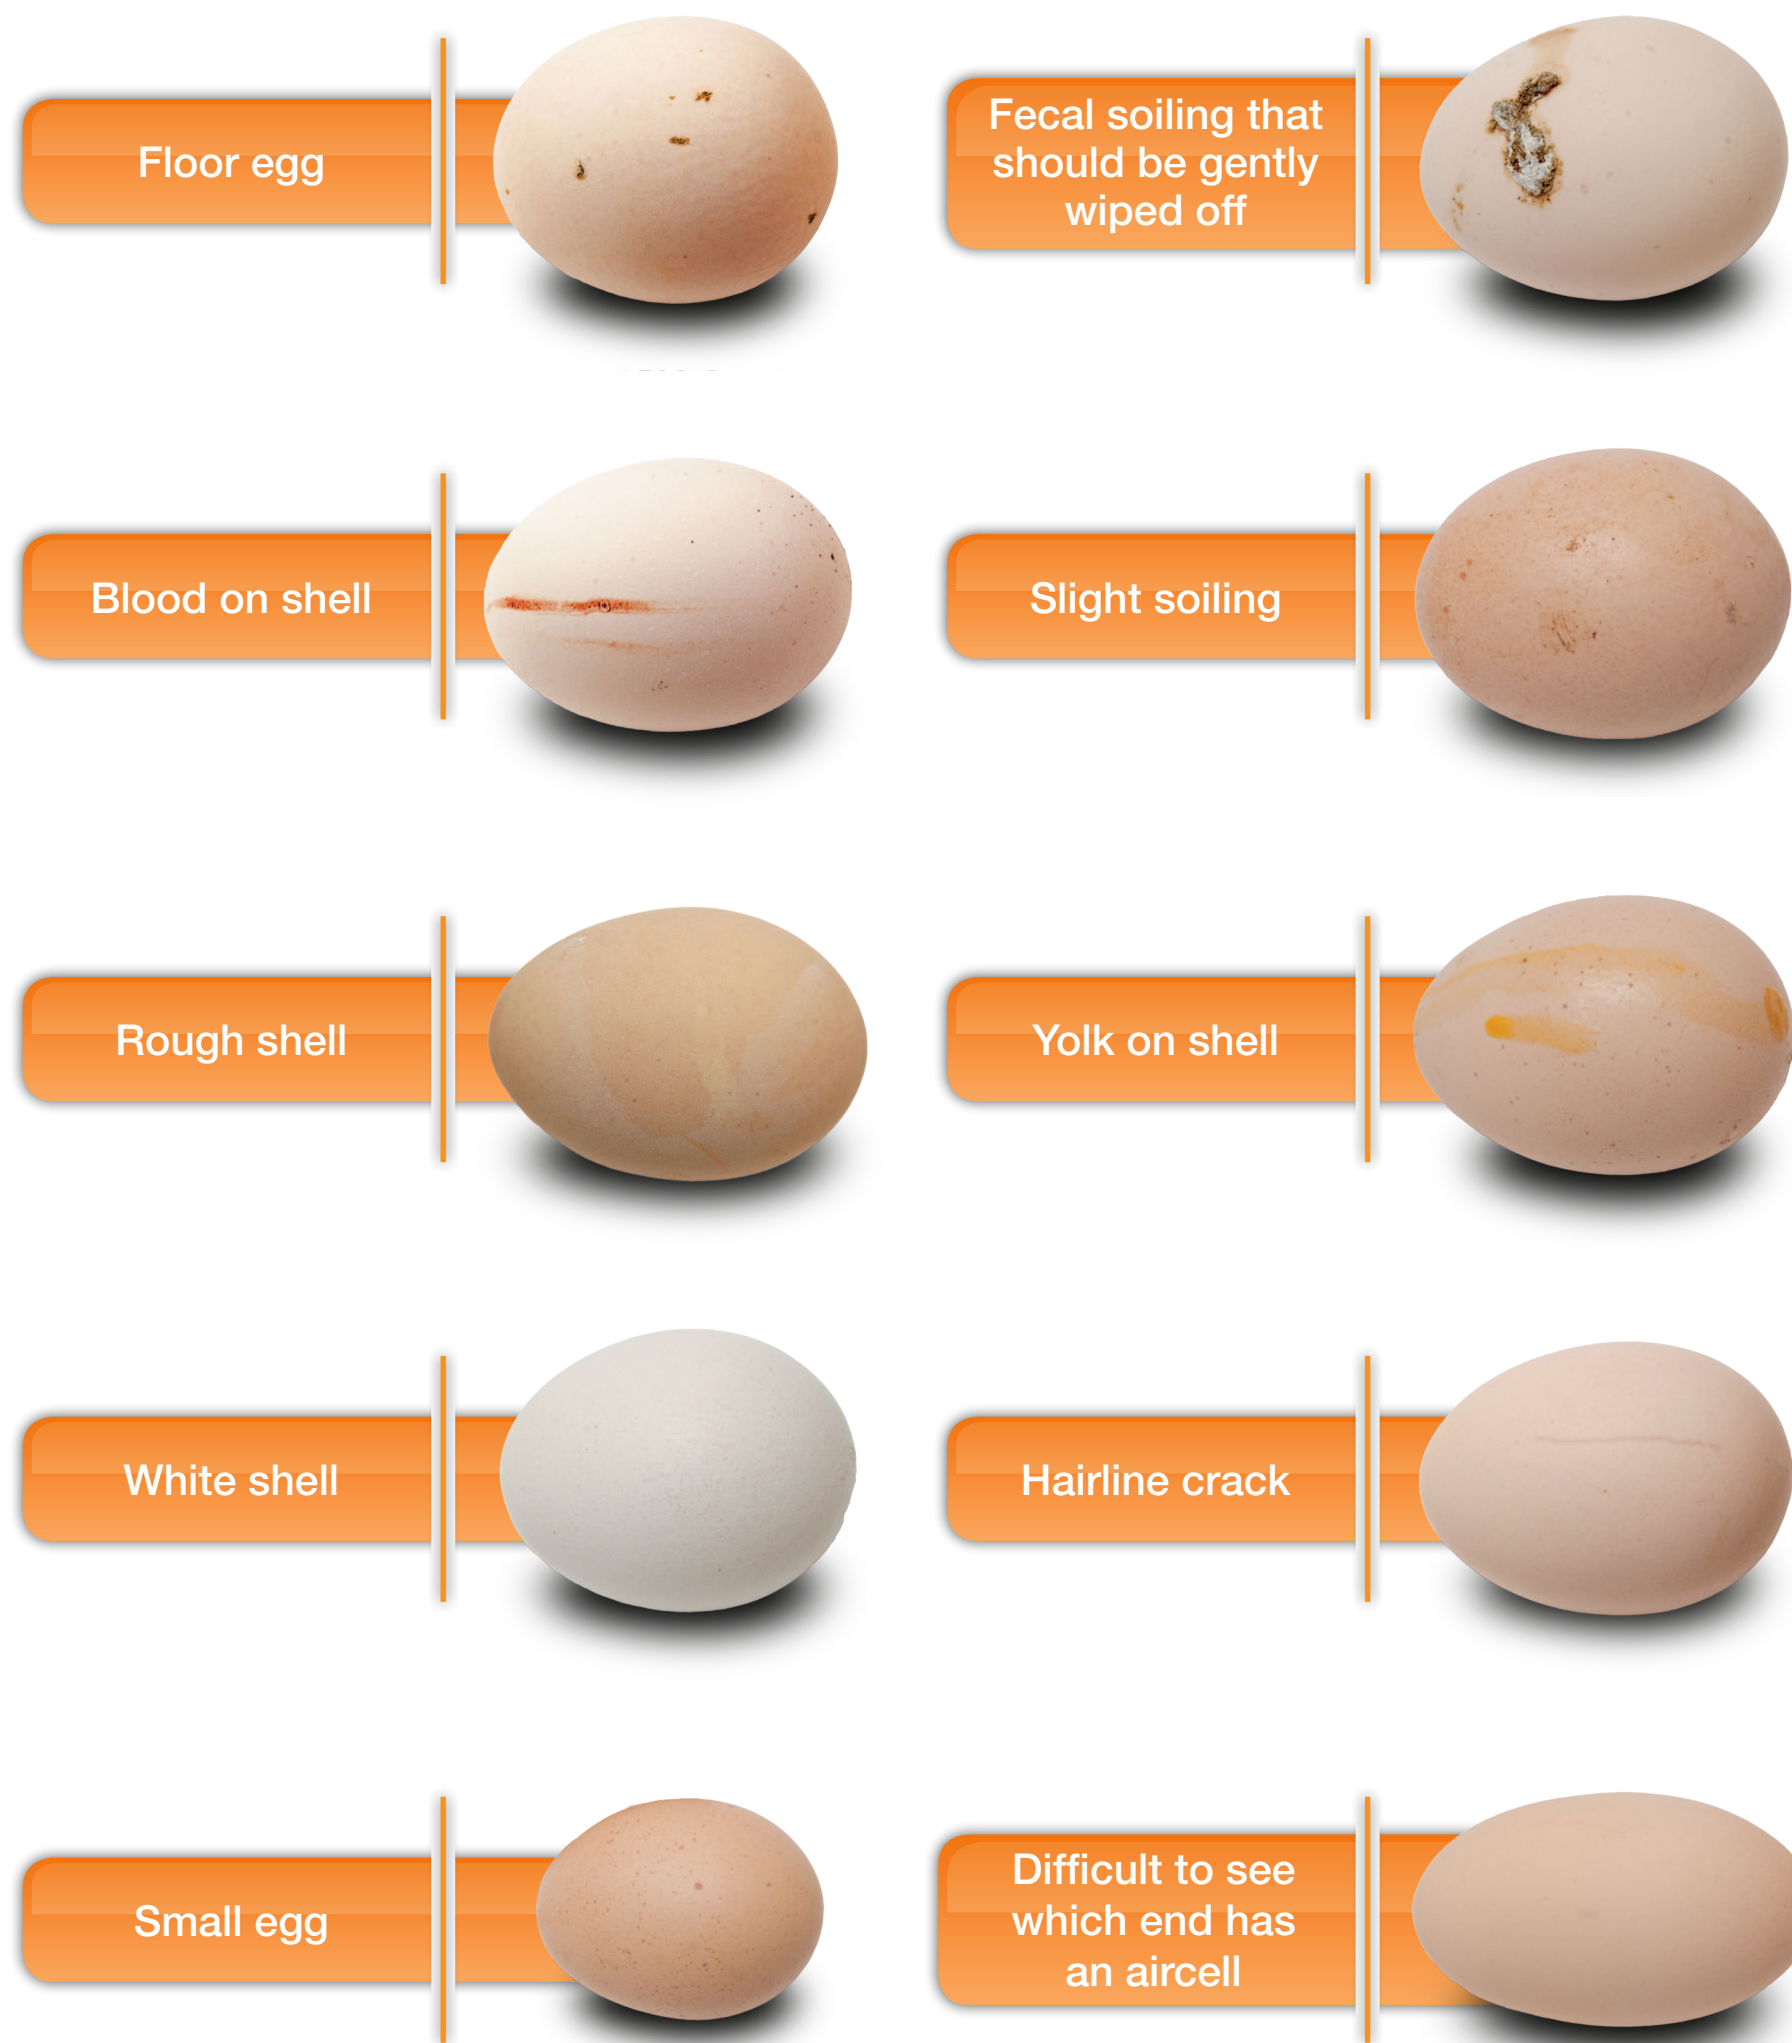 Floor egg
Fecal soiling that
should be gently
wiped off
Blood on shell
Slight soiling
Rough shell
Yolk on shell
White shell
Hairline crack
Small egg
Difficult to see
which end has
an aircell